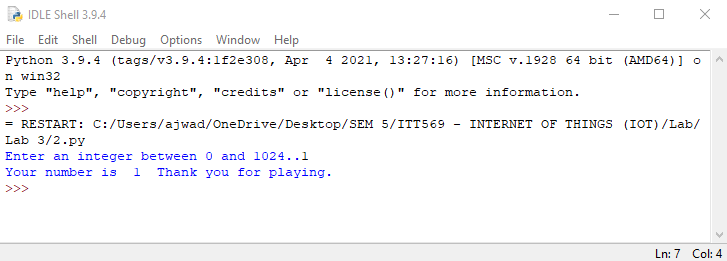 IDLE Shell 3.9.4
File Edit Shell Debug Options Window Help
Python 3.9.4 (tags/v3.9.4:1f2e308, Apr  4 2021, 13:27:16) [MSC v.1928 64 bit (AMD64)] o
n win32
Type "help", "copyright", "credits" or "license()" for more information.
>>>
= RESTART: C:/Users/ajwad/OneDrive/Desktop/SEM 5/ITT569 - INTERNET OF THINGS (IOT)/Lab/
Lab 3/2.py
Enter an integer between 0 and 1024..1
Your number is  1  Thank you for playing.
>>>
Ln: 7 Col: 4